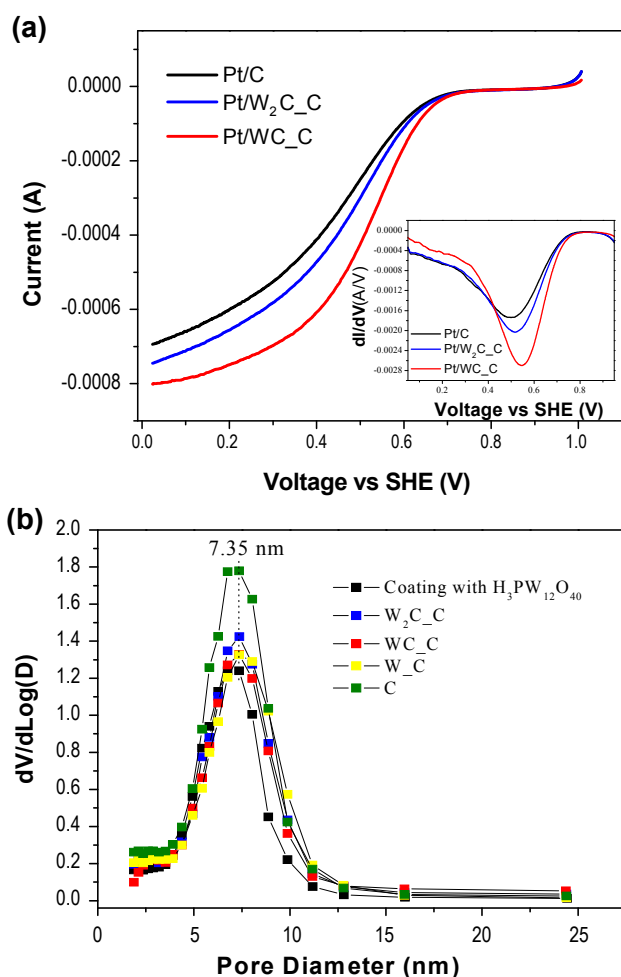 (a)
0.0000
-0.0002
-0.0004
-0.0006
-0.0008
Current (A)
Pt/C
Pt/W₂C_C
Pt/WC_C
0.0000
-0.0004
-0.0008
-0.0012
-0.0016
-0.0020
-0.0024
-0.0028
dI/dV(A/V)
Pt/C
Pt/W₂C_C
Pt/WC_C
0.2 0.4 0.6 0.8
Voltage vs SHE (V)
0.0 0.2 0.4 0.6 0.8 1.0
Voltage vs SHE (V)
(b)
2.0
1.8
1.6
1.4
1.2
1.0
0.8
0.6
0.4
0.2
0.0
dV/dLog(D)
7.35 nm
Coating with H₃PW₁₂O₄₀
W₂C_C
WC_C
W_C
C
0 5 10 15 20 25
Pore Diameter (nm)